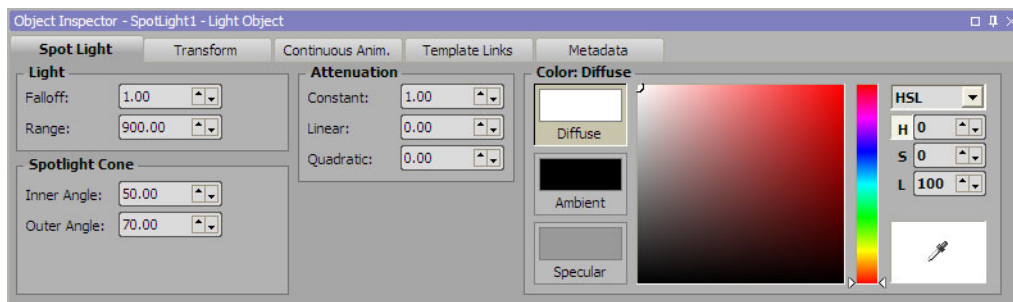 Object Inspector - SpotLight1 - Light Object
Spot Light
Transform
Continuous Anim.
Template Links
Metadata
Light
Falloff: 1.00
Range: 900.00
Spotlight Cone
Inner Angle: 50.00
Outer Angle: 70.00
Attenuation
Constant: 1.00
Linear: 0.00
Quadratic: 0.00
Color: Diffuse
Diffuse
Ambient
Specular
HSL
H 0
S 0
L 100